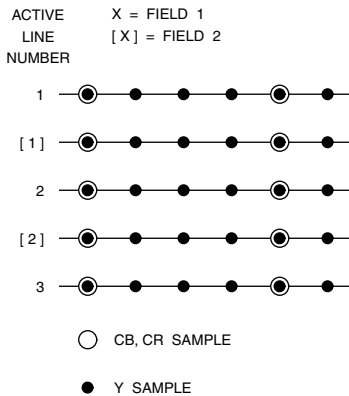 ACTIVE
LINE
NUMBER
X = FIELD 1
[ X ] = FIELD 2
1
[ 1 ]
2
[ 2 ]
3
CB, CR SAMPLE
Y SAMPLE